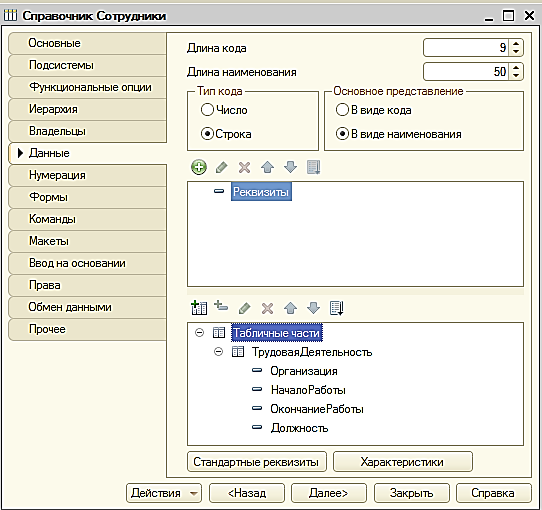 Справочник Сотрудники
Основные
Подсистемы
Функциональные опции
Иерархия
Владельцы
Данные
Нумерация
Формы
Команды
Макеты
Ввод на основании
Права
Обмен данными
Прочее
Длина кода 9
Длина наименования 50
Тип кода
Число
Строка
Основное представление
В виде кода
В виде наименования
Реквизиты
Табличные части
ТрудоваяДеятельность
Организация
НачалоРаботы
ОкончаниеРаботы
Должность
Стандартные реквизиты Характеристики
Действия <Назад Далее> Закрыть Справка